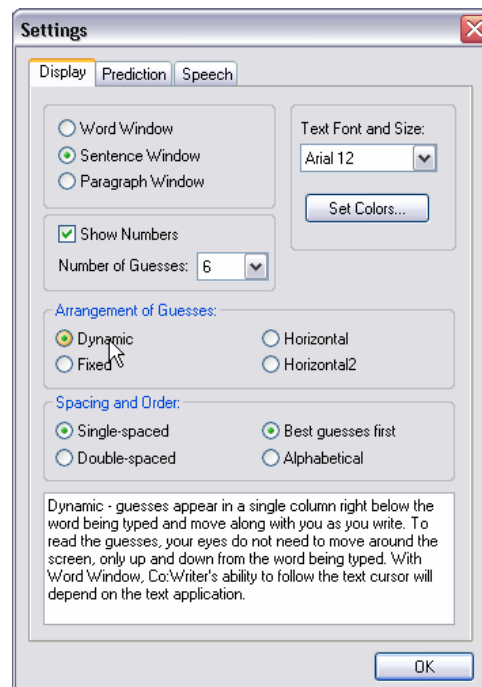 Settings
Display Prediction Speech
Word Window
Sentence Window
Paragraph Window
Text Font and Size:
Arial 12
Set Colors...
Show Numbers
Number of Guesses: 6
Arrangement of Guesses:
Dynamic Horizontal
Fixed Horizontal2
Spacing and Order:
Single-spaced Best guesses first
Double-spaced Alphabetical
Dynamic - guesses appear in a single column right below the
word being typed and move along with you as you write. To
read the guesses, your eyes do not need to move around the
screen, only up and down from the word being typed. With
Word Window, Co:Writer's ability to follow the text cursor will
depend on the text application.
OK